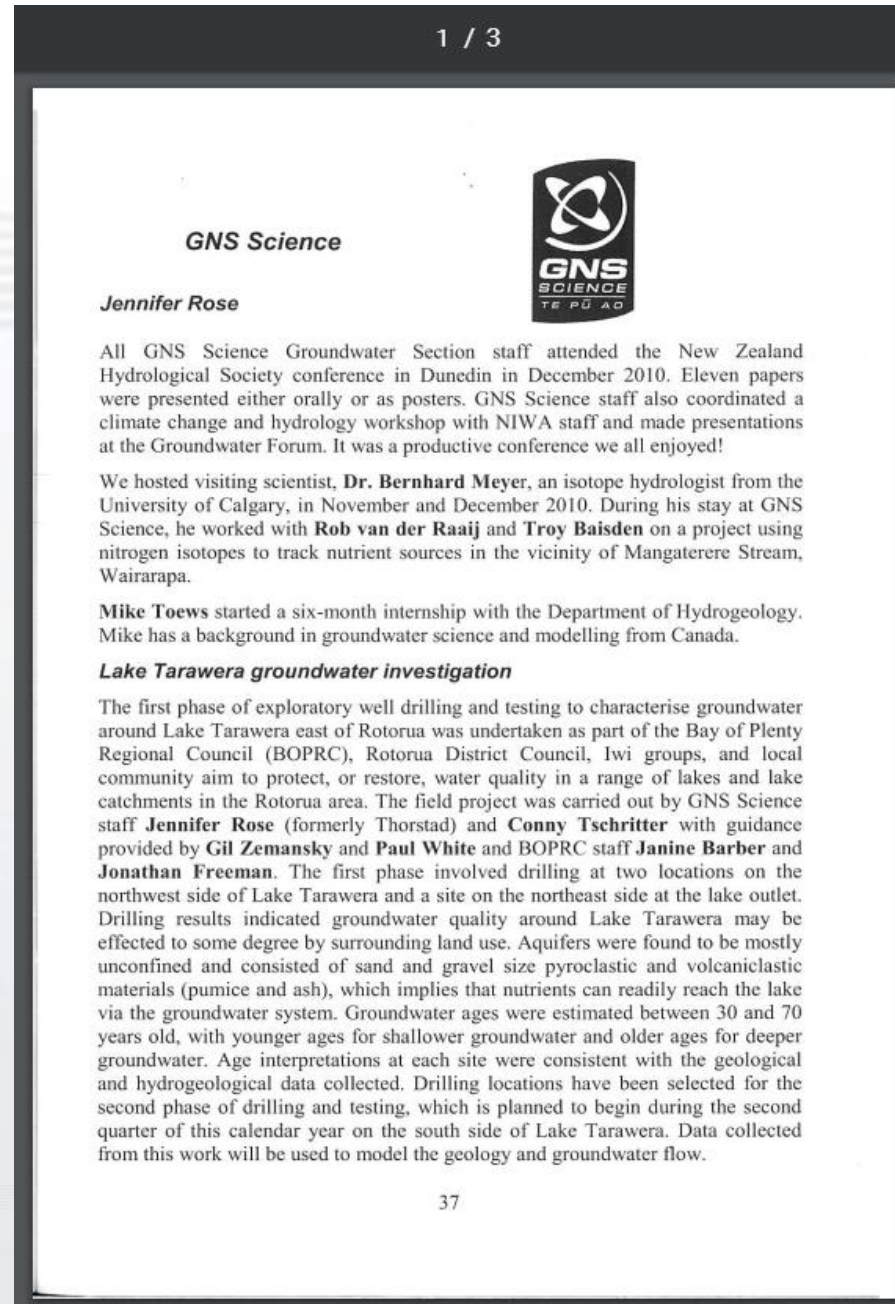 1 / 3
GNS Science
GNS
SCIENCE
TE PŪ AO
Jennifer Rose
All GNS Science Groundwater Section staff attended the New Zealand
Hydrological Society conference in Dunedin in December 2010. Eleven papers
were presented either orally or as posters. GNS Science staff also coordinated a
climate change and hydrology workshop with NIWA staff and made presentations
at the Groundwater Forum. It was a productive conference we all enjoyed!
We hosted visiting scientist, Dr. Bernhard Meyer, an isotope hydrologist from the
University of Calgary, in November and December 2010. During his stay at GNS
Science, he worked with Rob van der Raaij and Troy Baisden on a project using
nitrogen isotopes to track nutrient sources in the vicinity of Mangaterere Stream,
Wairarapa.
Mike Toews started a six-month internship with the Department of Hydrogeology.
Mike has a background in groundwater science and modelling from Canada.
Lake Tarawera groundwater investigation
The first phase of exploratory well drilling and testing to characterise groundwater
around Lake Tarawera east of Rotorua was undertaken as part of the Bay of Plenty
Regional Council (BOPRC), Rotorua District Council, Iwi groups, and local
community aim to protect, or restore, water quality in a range of lakes and lake
catchments in the Rotorua area. The field project was carried out by GNS Science
staff Jennifer Rose (formerly Thorstad) and Conny Tschritter with guidance
provided by Gil Zemansky and Paul White and BOPRC staff Janine Barber and
Jonathan Freeman. The first phase involved drilling at two locations on the
northwest side of Lake Tarawera and a site on the northeast side at the lake outlet.
Drilling results indicated groundwater quality around Lake Tarawera may be
effected to some degree by surrounding land use. Aquifers were found to be mostly
unconfined and consisted of sand and gravel size pyroclastic and volcaniclastic
materials (pumice and ash), which implies that nutrients can readily reach the lake
via the groundwater system. Groundwater ages were estimated between 30 and 70
years old, with younger ages for shallower groundwater and older ages for deeper
groundwater. Age interpretations at each site were consistent with the geological
and hydrogeological data collected. Drilling locations have been selected for the
second phase of drilling and testing, which is planned to begin during the second
quarter of this calendar year on the south side of Lake Tarawera. Data collected
from this work will be used to model the geology and groundwater flow.
37